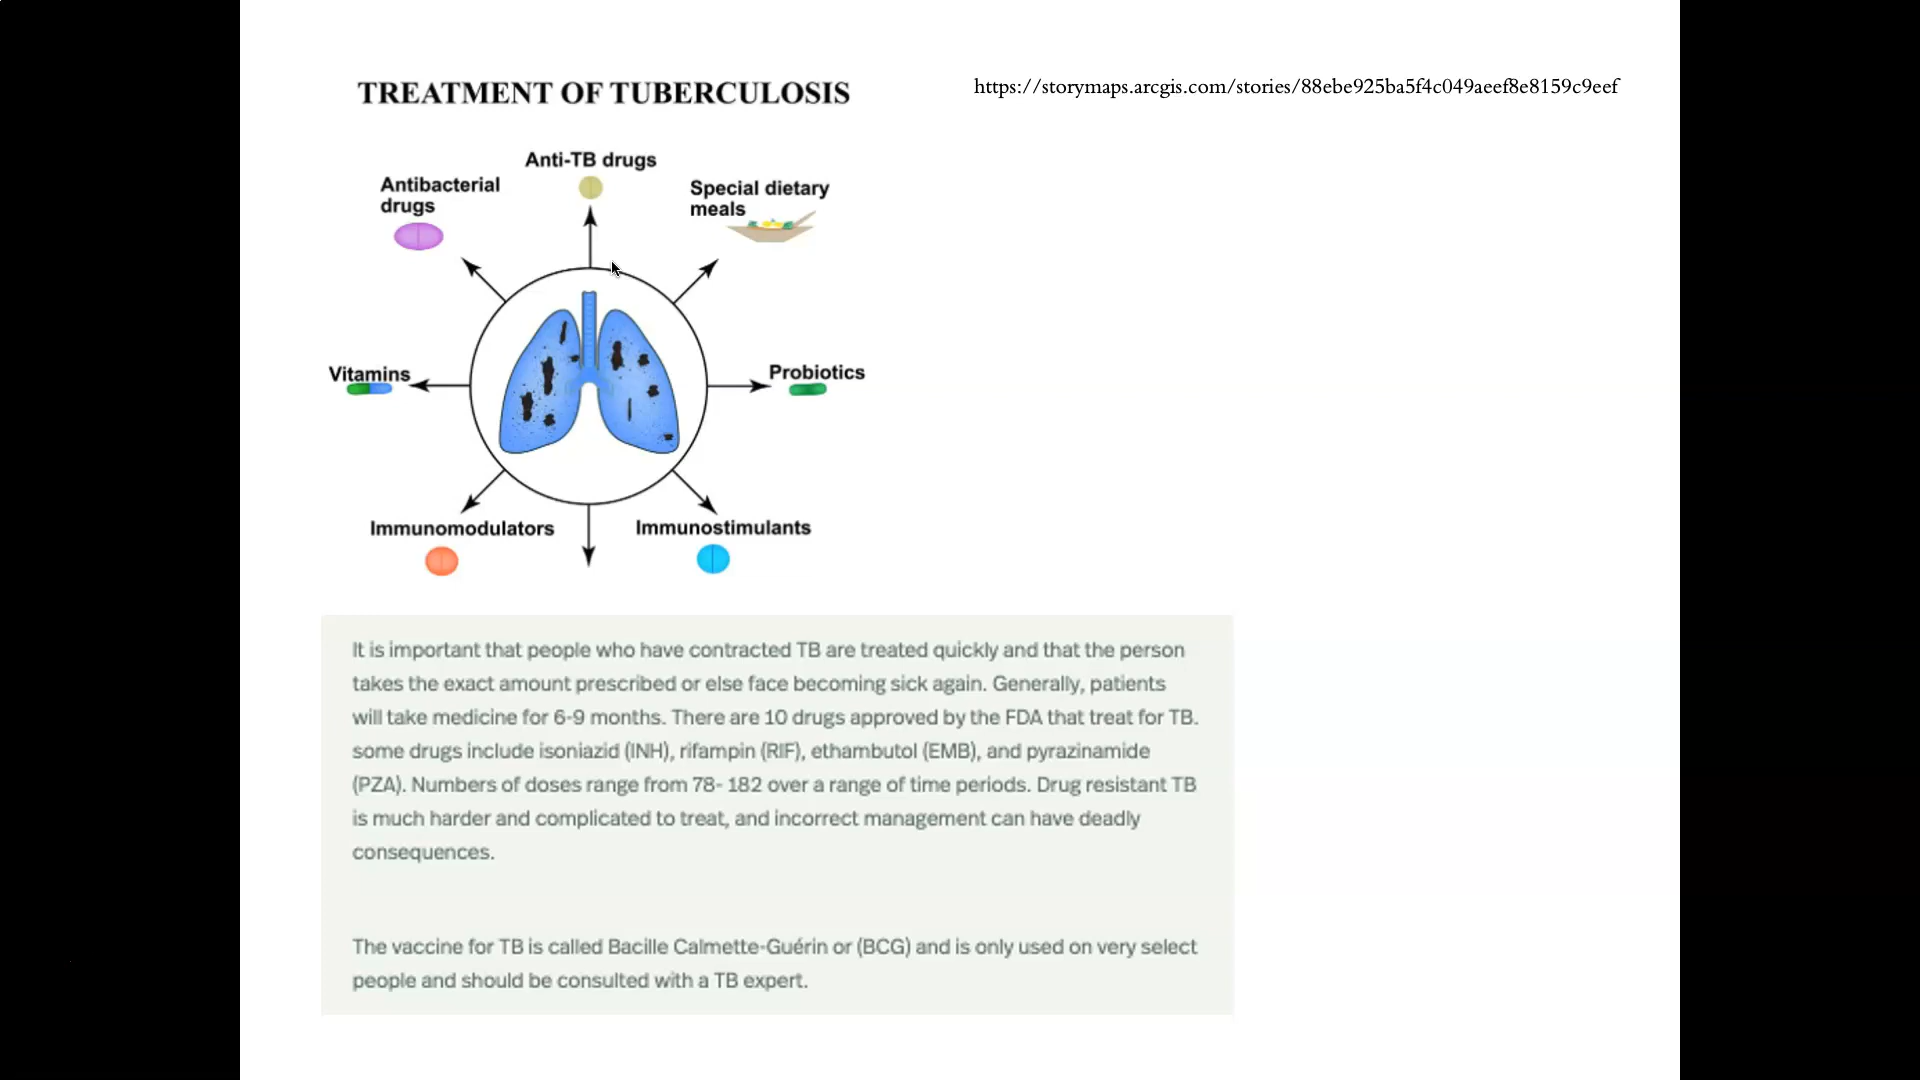 TREATMENT OF TUBERCULOSIS
https://storymaps.arcgis.com/stories/88ebe925ba5f4c049aeef8e8159c9eef
Anti-TB drugs
Antibacterial
drugs
Special dietary
meals
Vitamins
Probiotics
Immunomodulators
Immunostimulants
It is important that people who have contracted TB are treated quickly and that the person
takes the exact amount prescribed or else face becoming sick again. Generally, patients
will take medicine for 6-9 months. There are 10 drugs approved by the FDA that treat for TB.
some drugs include isoniazid (INH), rifampin (RIF), ethambutol (EMB), and pyrazinamide
(PZA). Numbers of doses range from 78- 182 over a range of time periods. Drug resistant TB
is much harder and complicated to treat, and incorrect management can have deadly
consequences.
The vaccine for TB is called Bacille Calmette-Guérin or (BCG) and is only used on very select
people and should be consulted with a TB expert.